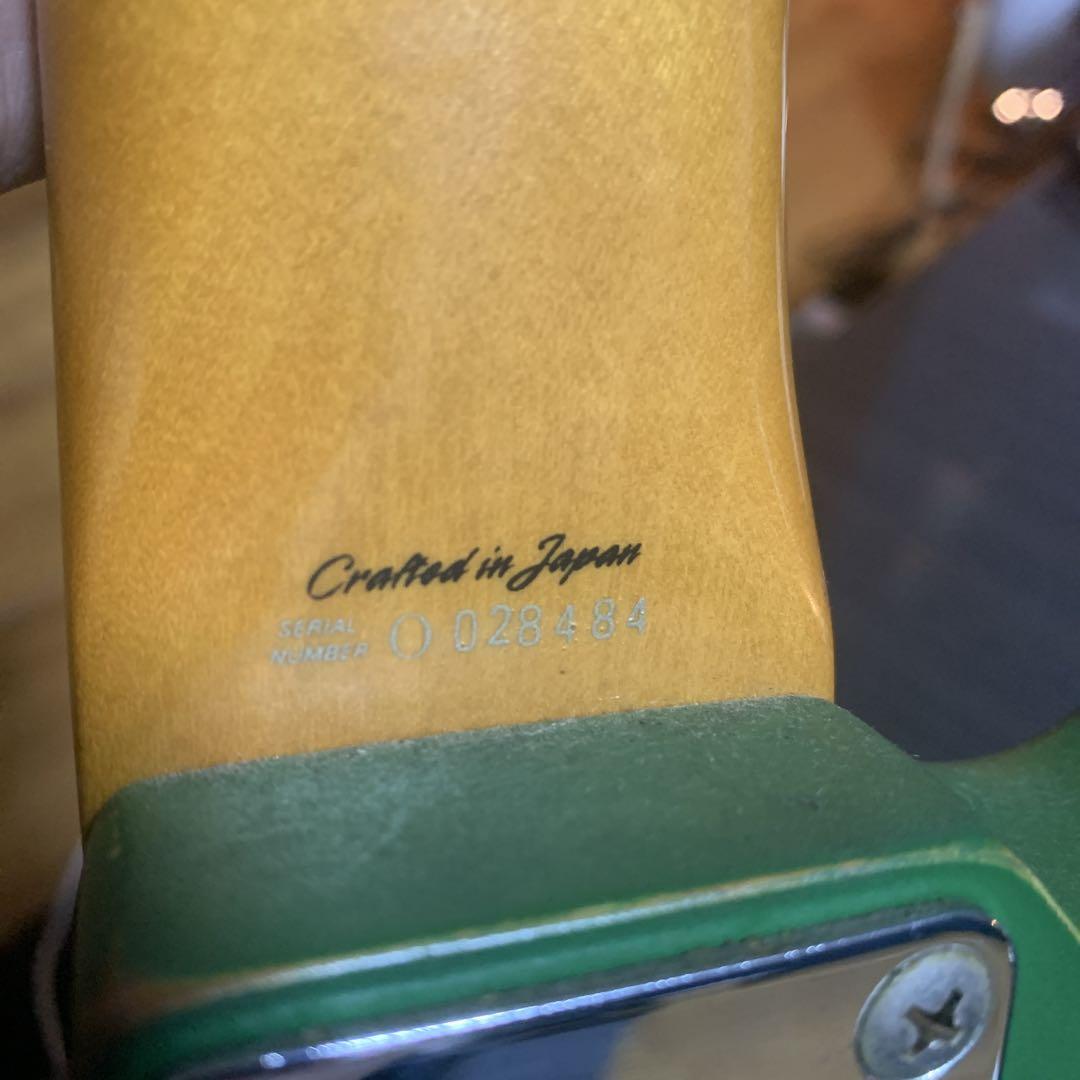 Crafted in Japan
SERIAL
NUMBER O 028484